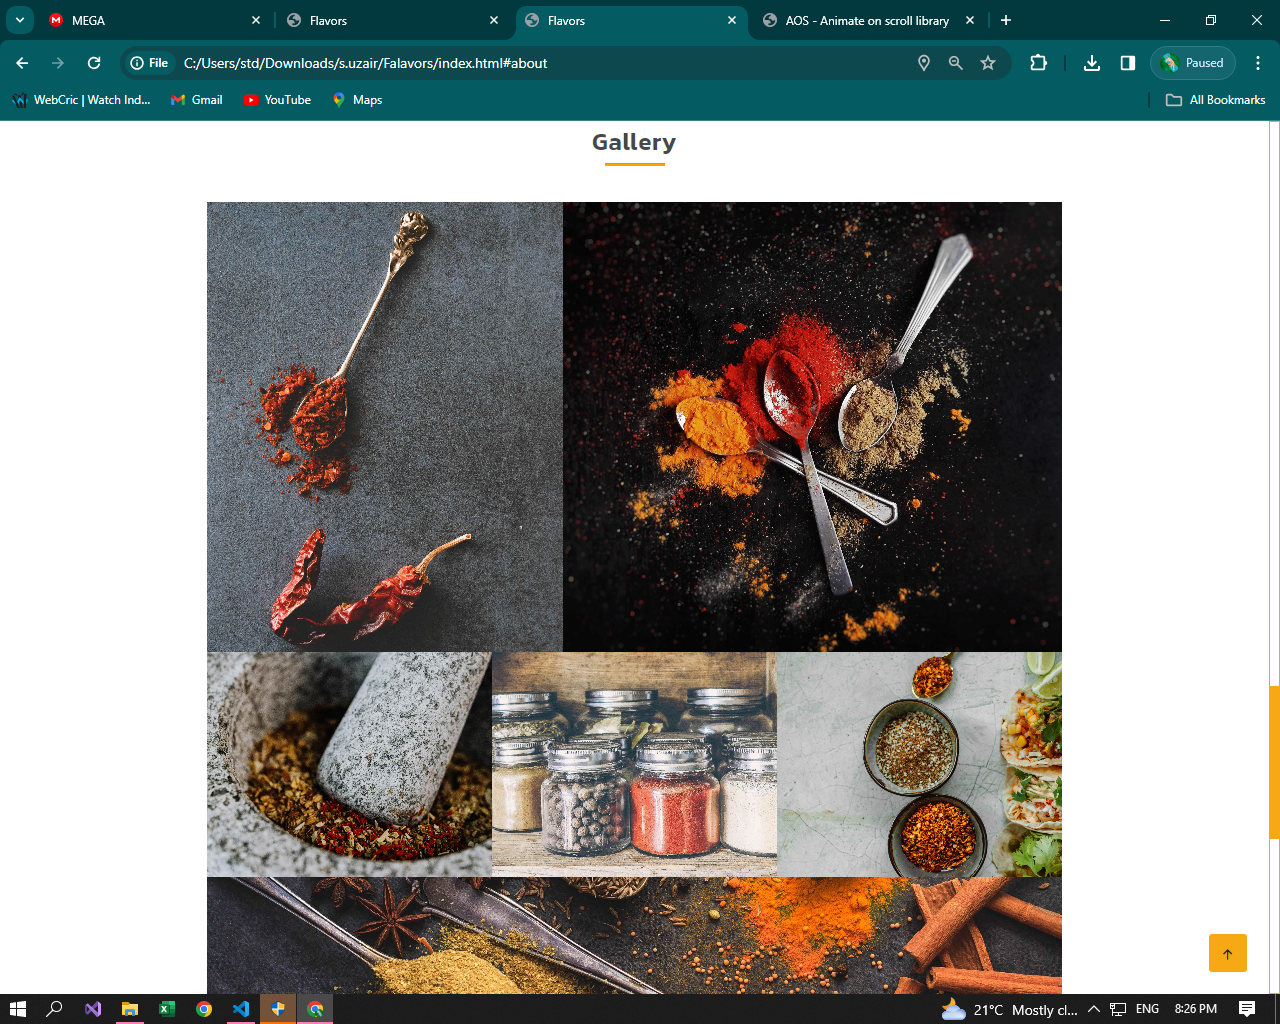 MEGA
Flavors
Flavors
AOS - Animate on scroll library
File
C:/Users/std/Downloads/s.uzair/Falavors/index.html#about
Paused
WebCric | Watch Ind...
Gmail
YouTube
Maps
All Bookmarks
Gallery
21°C Mostly cl...
ENG
8:26 PM